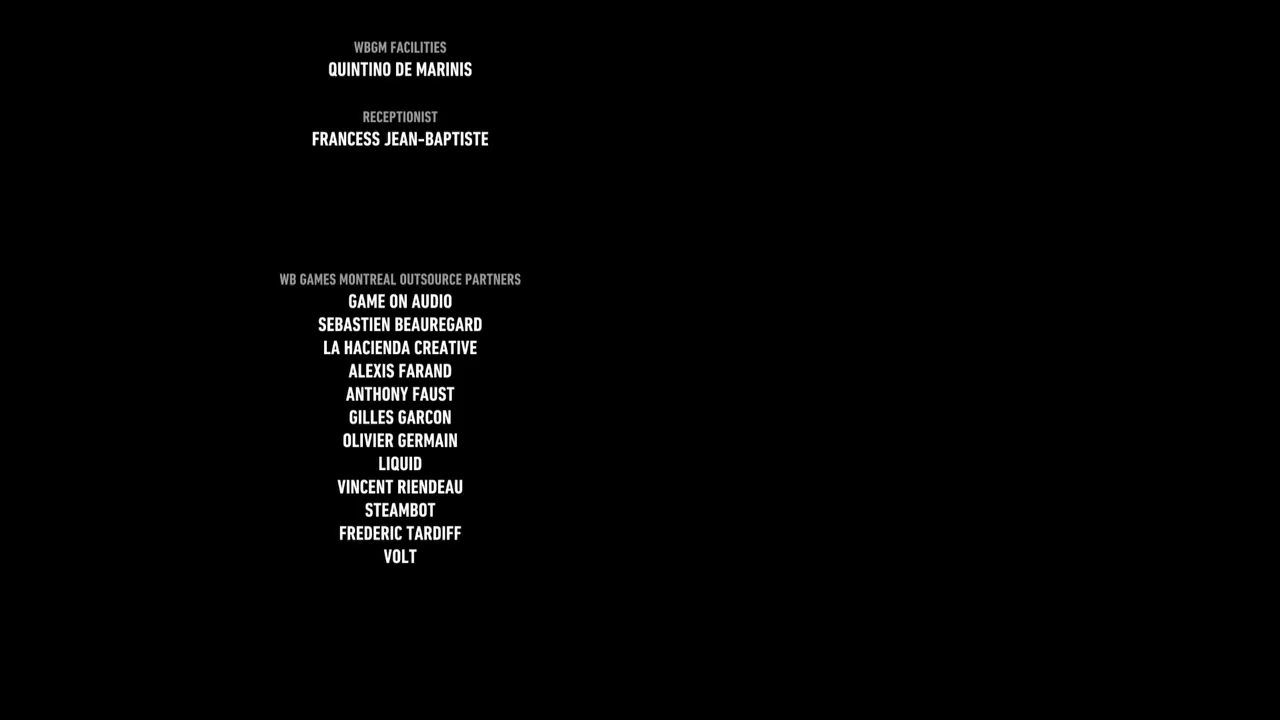 WBGM FACILITIES
QUINTINO DE MARINIS
RECEPTIONIST
FRANCESS JEAN-BAPTISTE
WB GAMES MONTREAL OUTSOURCE PARTNERS
GAME ON AUDIO
SEBASTIEN BEAUREGARD
LA HACIENDA CREATIVE
ALEXIS FARAND
ANTHONY FAUST
GILLES GARCON
OLIVIER GERMAIN
LIQUID
VINCENT RIENDEAU
STEAMBOT
FREDERIC TARDIFF
VOLT